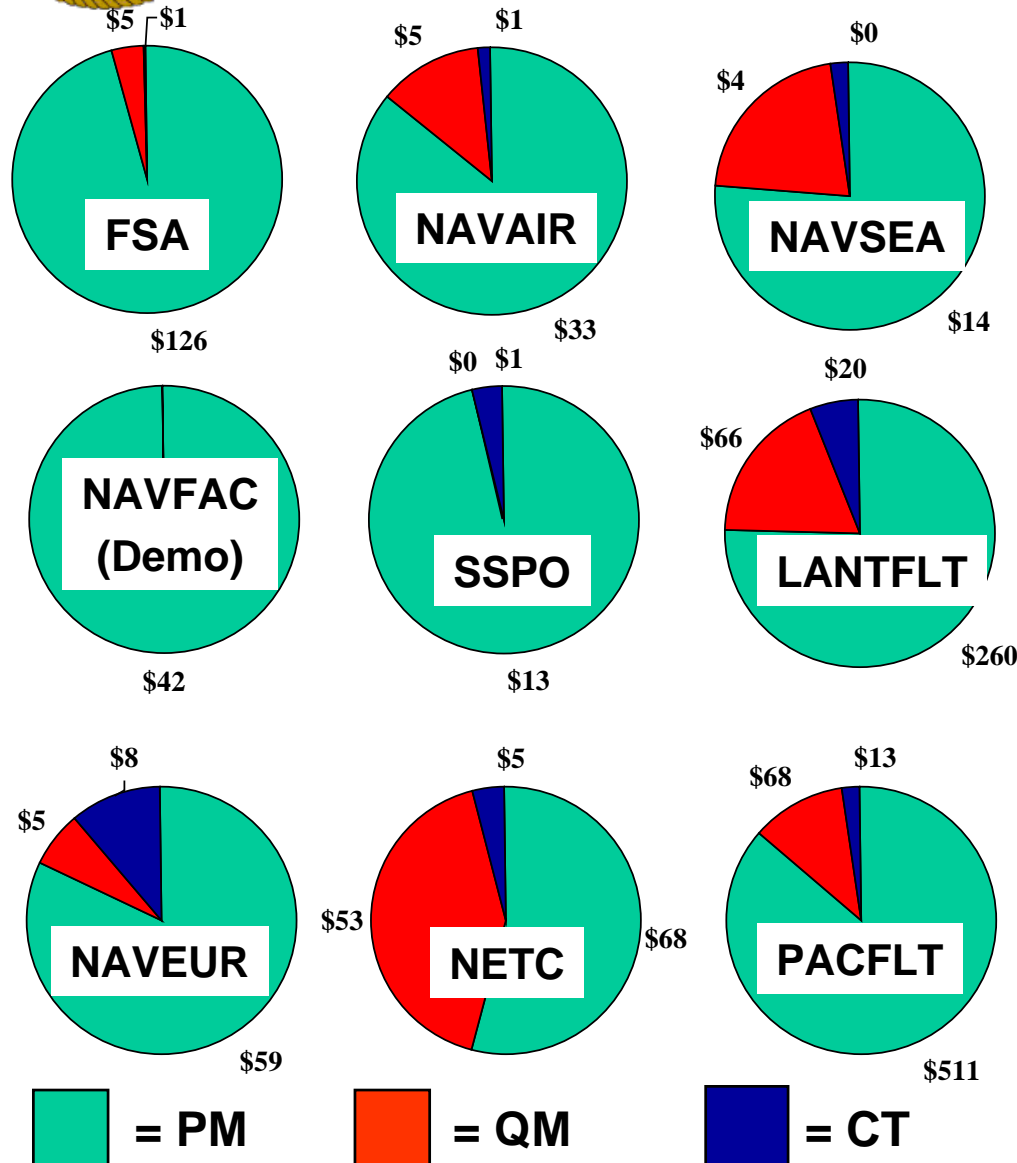 $5 $1
FSA
$126
$5 $1
NAVAIR
$33
$0
$4
NAVSEA
$14
NAVFAC
(Demo)
$42
$0 $1
SSPO
$13
$20
$66
LANTFLT
$260
$8
$5
NAVEUR
$59
$5
$53
$68
NETC
$13
$68
PACFLT
$511
= PM
= QM
= CT